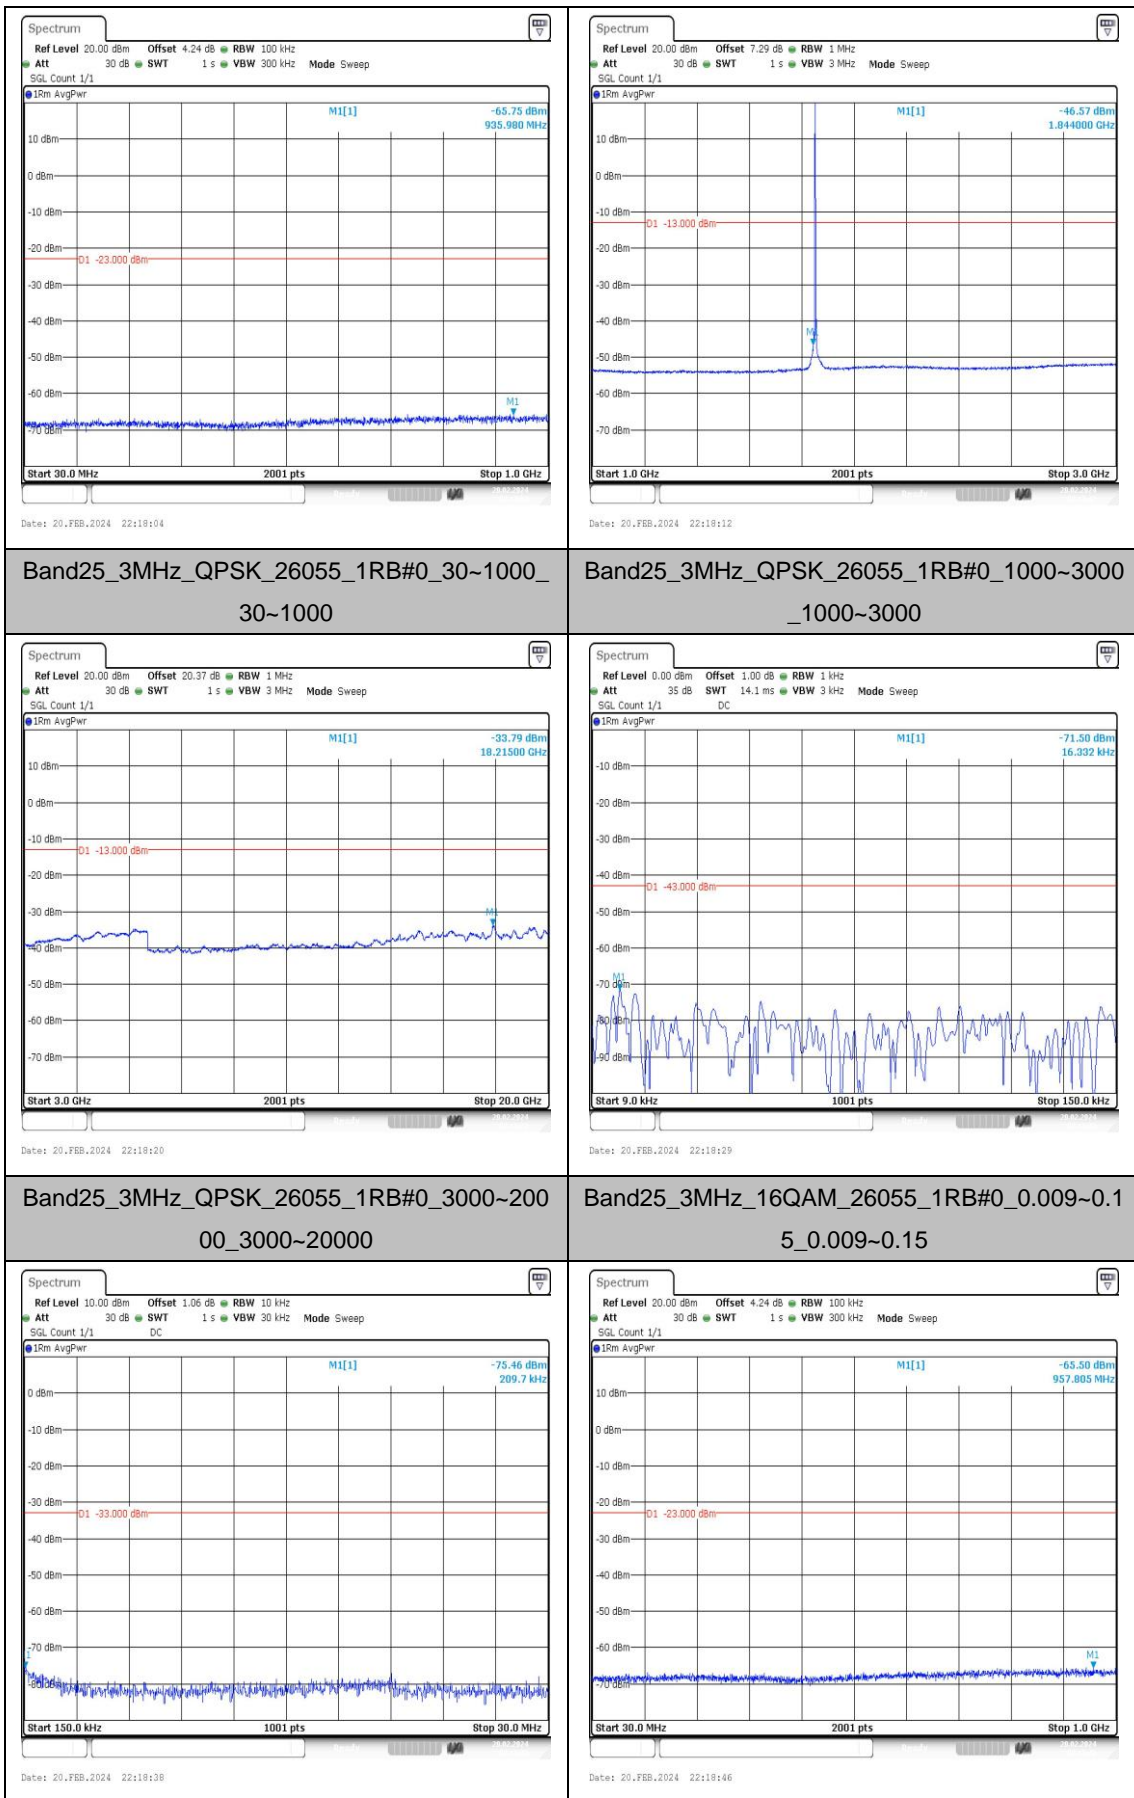 Spectrum
Ref Level 20.00 dBm Offset 4.24 dB RBW 100 kHz
Att 30 dB SWT 1 s VBW 300 kHz Mode Sweep
SGL Count 1/1
1Rm AvgPwr
M1[1] -65.75 dBm
935.980 MHz
10 dBm
0 dBm
-10 dBm
-20 dBm
D1 -23.000 dBm
-30 dBm
-40 dBm
-50 dBm
-60 dBm
M1
-70 dBm
Start 30.0 MHz 2001 pts Stop 1.0 GHz
Date: 20.FEB.2024 22:18:04
Spectrum
Ref Level 20.00 dBm Offset 7.29 dB RBW 1 MHz
Att 30 dB SWT 1 s VBW 3 MHz Mode Sweep
SGL Count 1/1
1Rm AvgPwr
M1[1] -46.57 dBm
1.844000 GHz
10 dBm
0 dBm
-10 dBm
D1 -13.000 dBm
-20 dBm
-30 dBm
-40 dBm
M1
-50 dBm
-60 dBm
-70 dBm
Start 1.0 GHz 2001 pts Stop 3.0 GHz
Date: 20.FEB.2024 22:18:12
Band25_3MHz_QPSK_26055_1RB#0_30~1000_
30~1000
Band25_3MHz_QPSK_26055_1RB#0_1000~3000
_1000~3000
Spectrum
Ref Level 20.00 dBm Offset 20.37 dB RBW 1 MHz
Att 30 dB SWT 1 s VBW 3 MHz Mode Sweep
SGL Count 1/1
1Rm AvgPwr
M1[1] -33.79 dBm
18.21500 GHz
10 dBm
0 dBm
-10 dBm
D1 -13.000 dBm
-20 dBm
-30 dBm
M1
-40 dBm
-50 dBm
-60 dBm
-70 dBm
Start 3.0 GHz 2001 pts Stop 20.0 GHz
Date: 20.FEB.2024 22:18:20
Spectrum
Ref Level 0.00 dBm Offset 1.00 dB RBW 1 kHz
Att 35 dB SWT 14.1 ms VBW 3 kHz Mode Sweep
SGL Count 1/1 DC
1Rm AvgPwr
M1[1] -71.50 dBm
16.332 kHz
-10 dBm
-20 dBm
-30 dBm
-40 dBm
D1 -43.000 dBm
-50 dBm
-60 dBm
M1
-70 dBm
-80 dBm
-90 dBm
Start 9.0 kHz 1001 pts Stop 150.0 kHz
Date: 20.FEB.2024 22:18:29
Band25_3MHz_QPSK_26055_1RB#0_3000~200
00_3000~20000
Band25_3MHz_16QAM_26055_1RB#0_0.009~0.1
5_0.009~0.15
Spectrum
Ref Level 10.00 dBm Offset 1.06 dB RBW 10 kHz
Att 30 dB SWT 1 s VBW 30 kHz Mode Sweep
SGL Count 1/1 DC
1Rm AvgPwr
M1[1] -75.46 dBm
209.7 kHz
0 dBm
-10 dBm
-20 dBm
-30 dBm
D1 -33.000 dBm
-40 dBm
-50 dBm
-60 dBm
-70 dBm
-80 dBm
Start 150.0 kHz 1001 pts Stop 30.0 MHz
Date: 20.FEB.2024 22:18:38
Spectrum
Ref Level 20.00 dBm Offset 4.24 dB RBW 100 kHz
Att 30 dB SWT 1 s VBW 300 kHz Mode Sweep
SGL Count 1/1
1Rm AvgPwr
M1[1] -65.50 dBm
957.805 MHz
10 dBm
0 dBm
-10 dBm
-20 dBm
D1 -23.000 dBm
-30 dBm
-40 dBm
-50 dBm
-60 dBm
M1
-70 dBm
Start 30.0 MHz 2001 pts Stop 1.0 GHz
Date: 20.FEB.2024 22:18:46